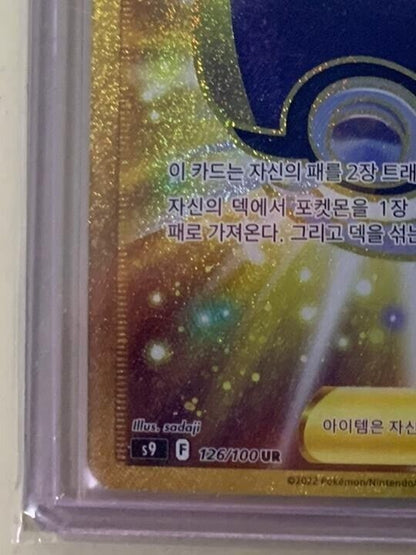 이 카드는 자신의 패를 2장 트래
자신의 덱에서 포켓몬을 1장
패로 가져온다. 그리고 덱을 섞는
아이템은 자신
Illus. sadaji
s9 F 126/100 UR
©2022 Pokémon/Nintendo